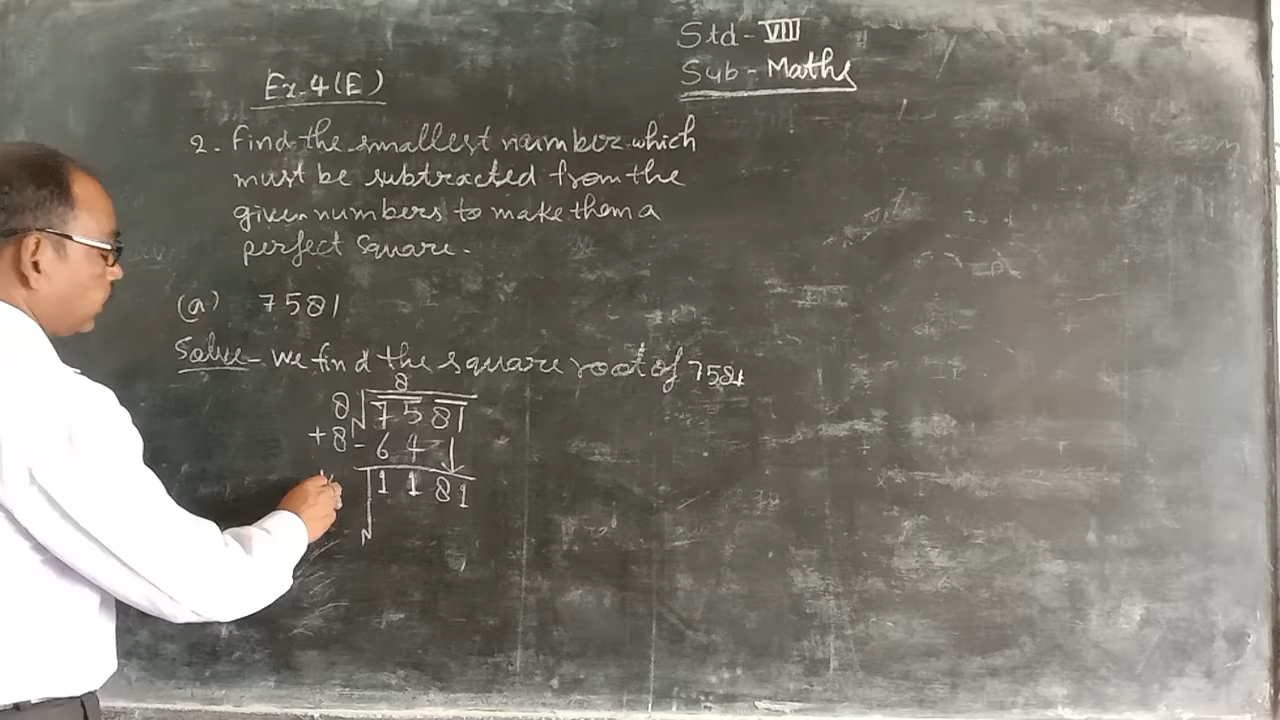 Std - VII
Sub - Maths
Ex-4(E)
2. Find the smallest number which
must be subtracted from the
given numbers to make them a
perfect square.
(a) 7581
Solve - We find the square root of 7581
8
8 √7581
+8 - 64
1181